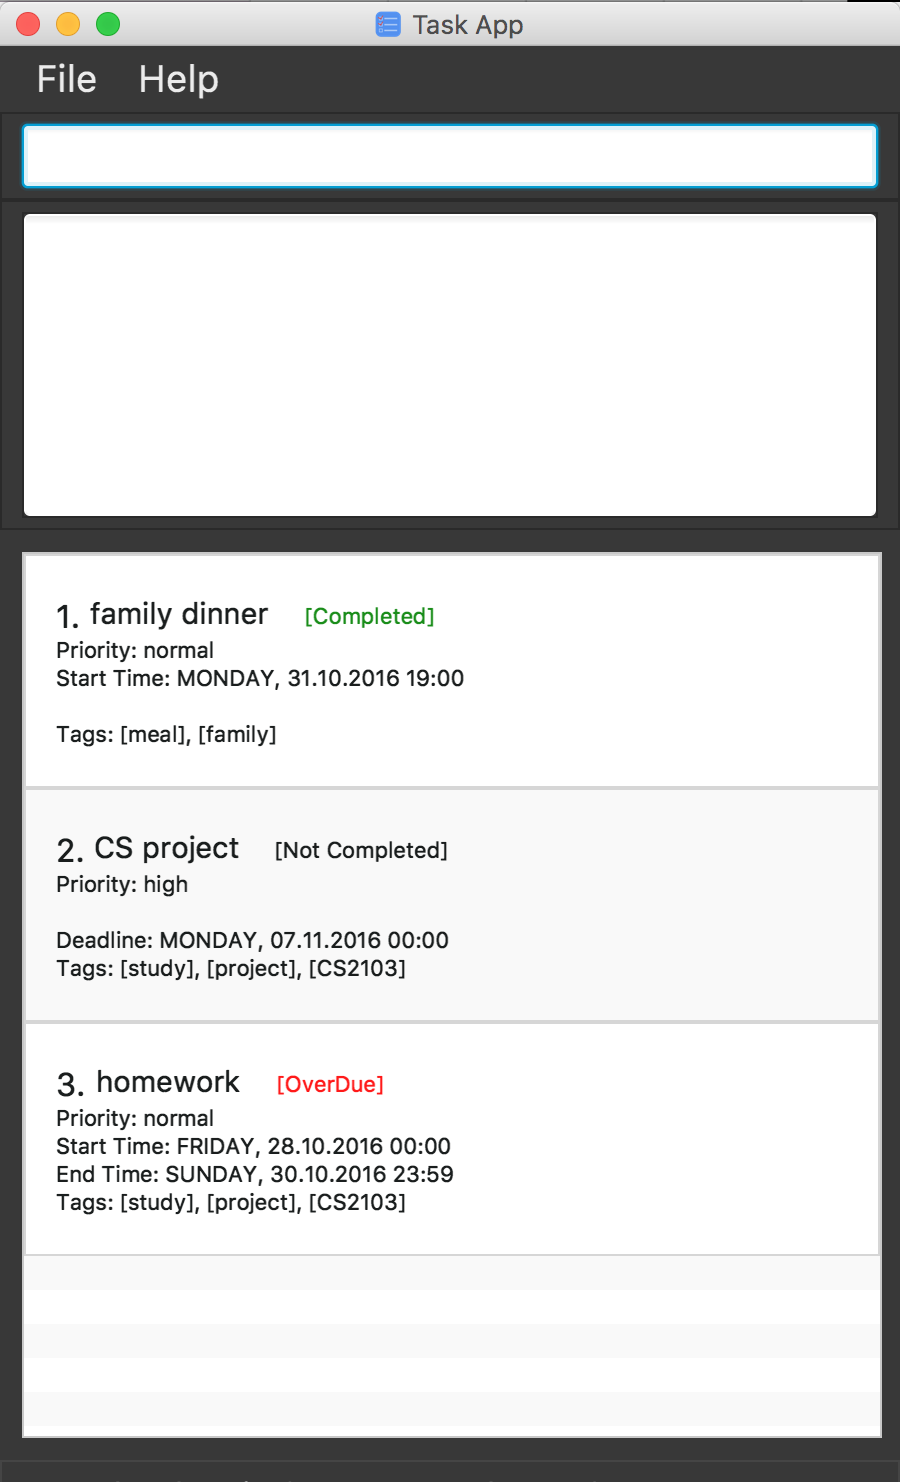 Task App
File Help
1. family dinner [Completed]
Priority: normal
Start Time: MONDAY, 31.10.2016 19:00
Tags: [meal], [family]
2. CS project [Not Completed]
Priority: high
Deadline: MONDAY, 07.11.2016 00:00
Tags: [study], [project], [CS2103]
3. homework [OverDue]
Priority: normal
Start Time: FRIDAY, 28.10.2016 00:00
End Time: SUNDAY, 30.10.2016 23:59
Tags: [study], [project], [CS2103]